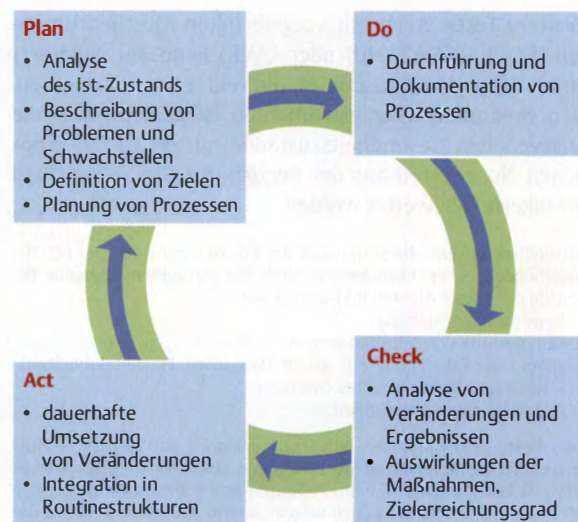 Plan
• Analyse
des Ist-Zustands
• Beschreibung von
Problemen und
Schwachstellen
• Definition von Zielen
• Planung von Prozessen
Do
• Durchführung und
Dokumentation von
Prozessen
Check
• Analyse von
Veränderungen und
Ergebnissen
• Auswirkungen der
Maßnahmen,
Zielerreichungsgrad
Act
• dauerhafte
Umsetzung
von Veränderungen
• Integration in
Routinestrukturen